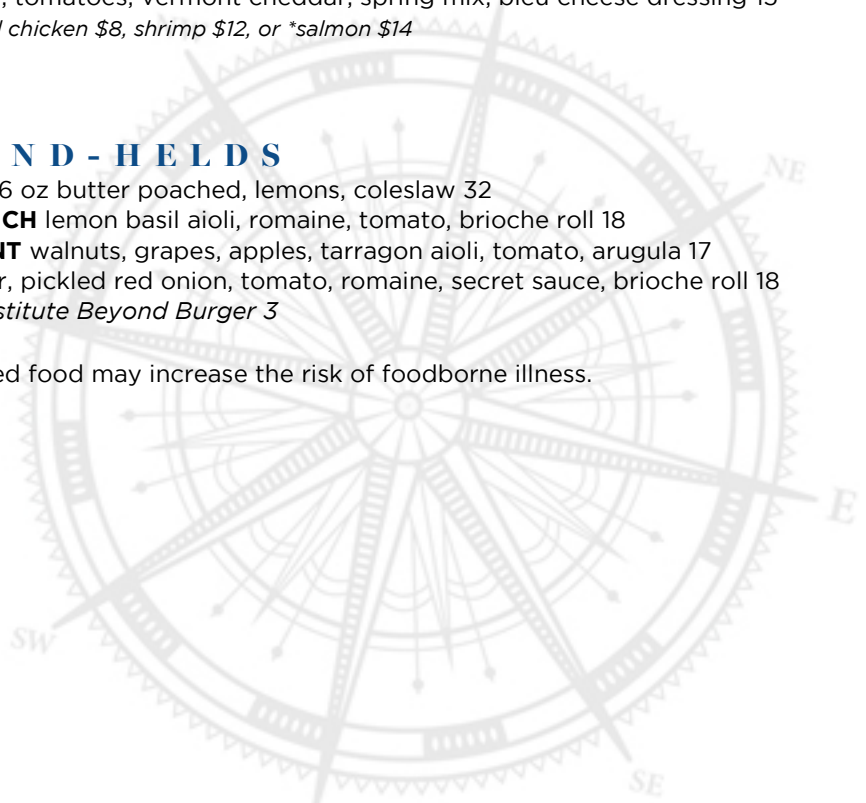 , tomatoes, Vermont cheddar, spring mix, bleu cheese dressing
chicken $8, shrimp $12, or *salmon $14
ND-HELDS
6 oz butter poached, lemons, coleslaw 32
CH lemon basil aioli, romaine, tomato, brioche roll 18
NT walnuts, grapes, apples, tarragon aioli, tomato, arugula 17
r, pickled red onion, tomato, romaine, secret sauce, brioche roll 18
stitute Beyond Burger 3
ed food may increase the risk of foodborne illness.
NE
E
SW
SE